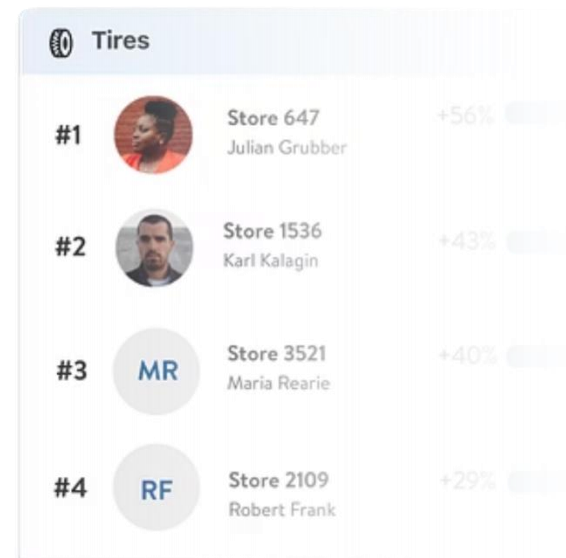 Tires
#1
Store 647
Julian Grubber
+56%
#2
Store 1536
Karl Kalagin
+43%
#3
MR
Store 3521
Maria Rearie
+40%
#4
RF
Store 2109
Robert Frank
+29%